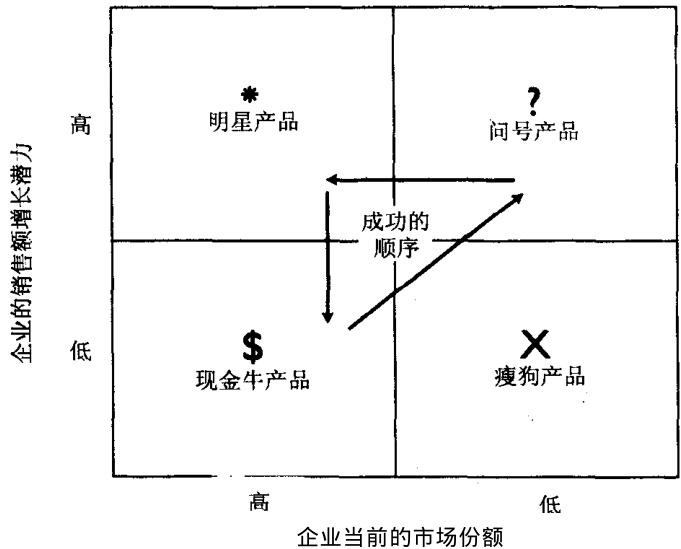 *
明星产品
?
问号产品
高
企业的销售额增长潜力
成功的
顺序
低
$
现金牛产品
X
瘦狗产品
高
低
企业当前的市场份额